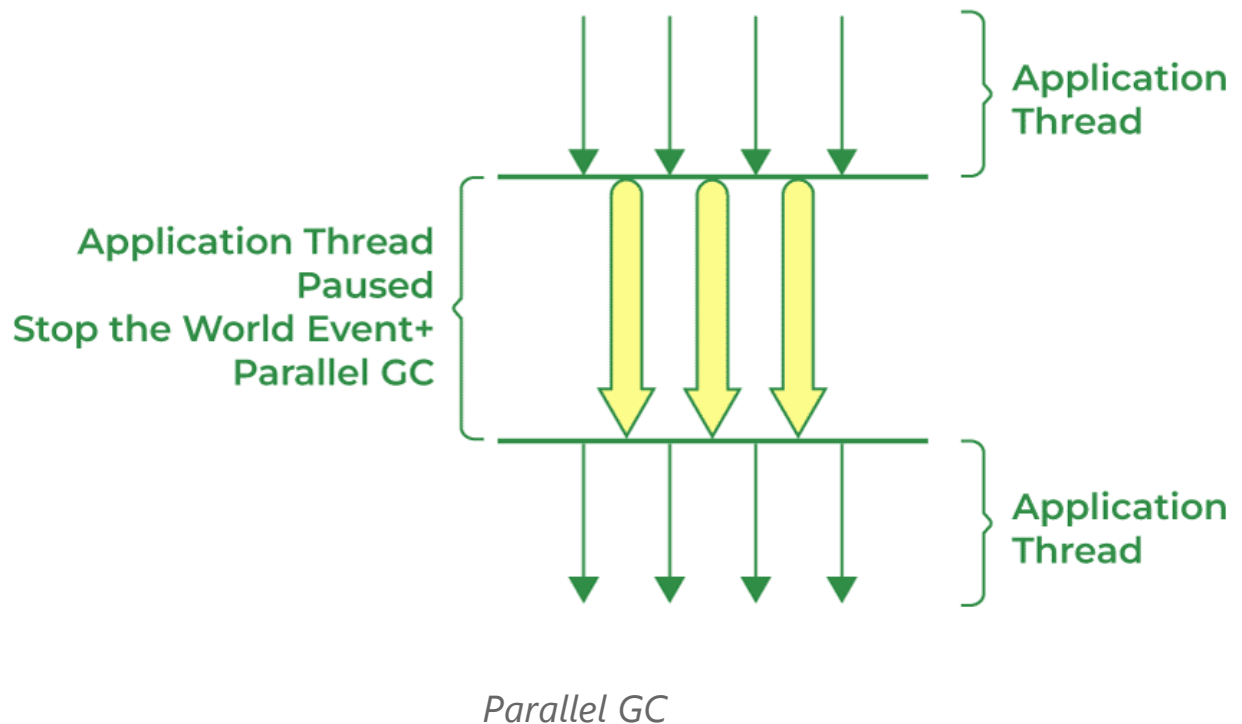 Application
Thread
Application Thread
Paused
Stop the World Event+
Parallel GC
Application
Thread
Parallel GC